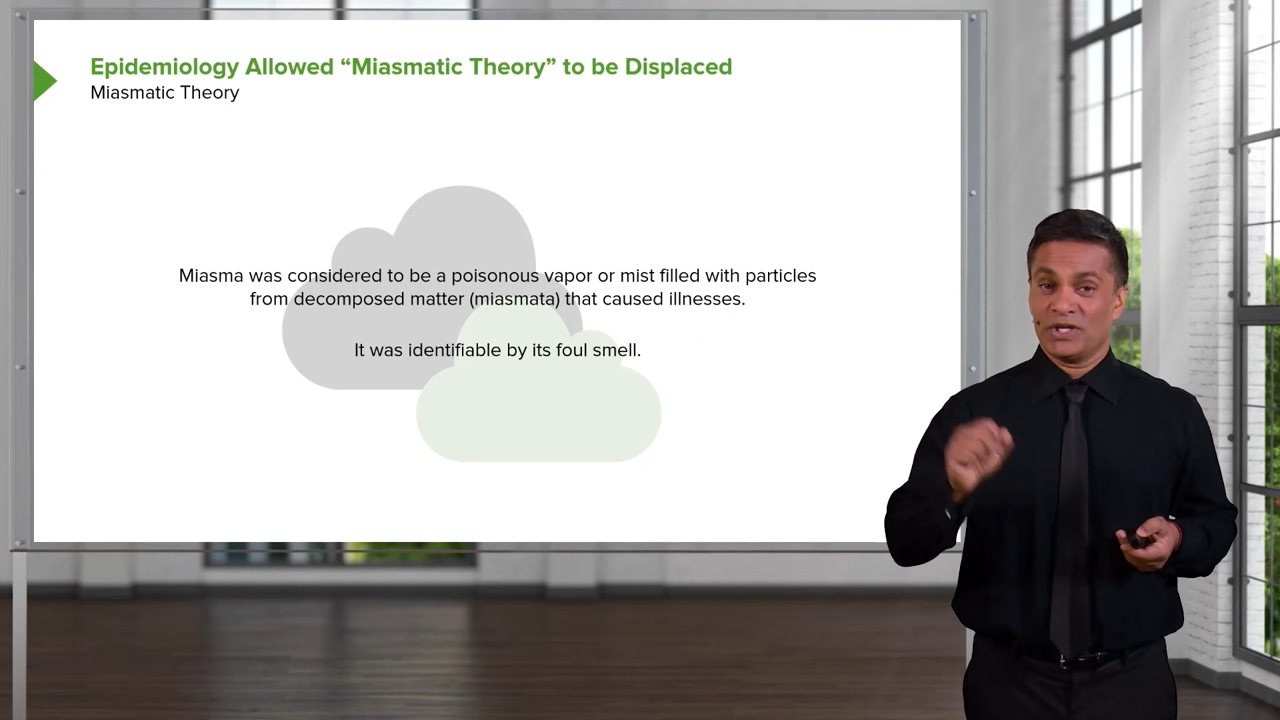 Epidemiology Allowed “Miasmatic Theory” to be Displaced
Miasmatic Theory
Miasma was considered to be a poisonous vapor or mist filled with particles
from decomposed matter (miasmata) that caused illnesses.
It was identifiable by its foul smell.